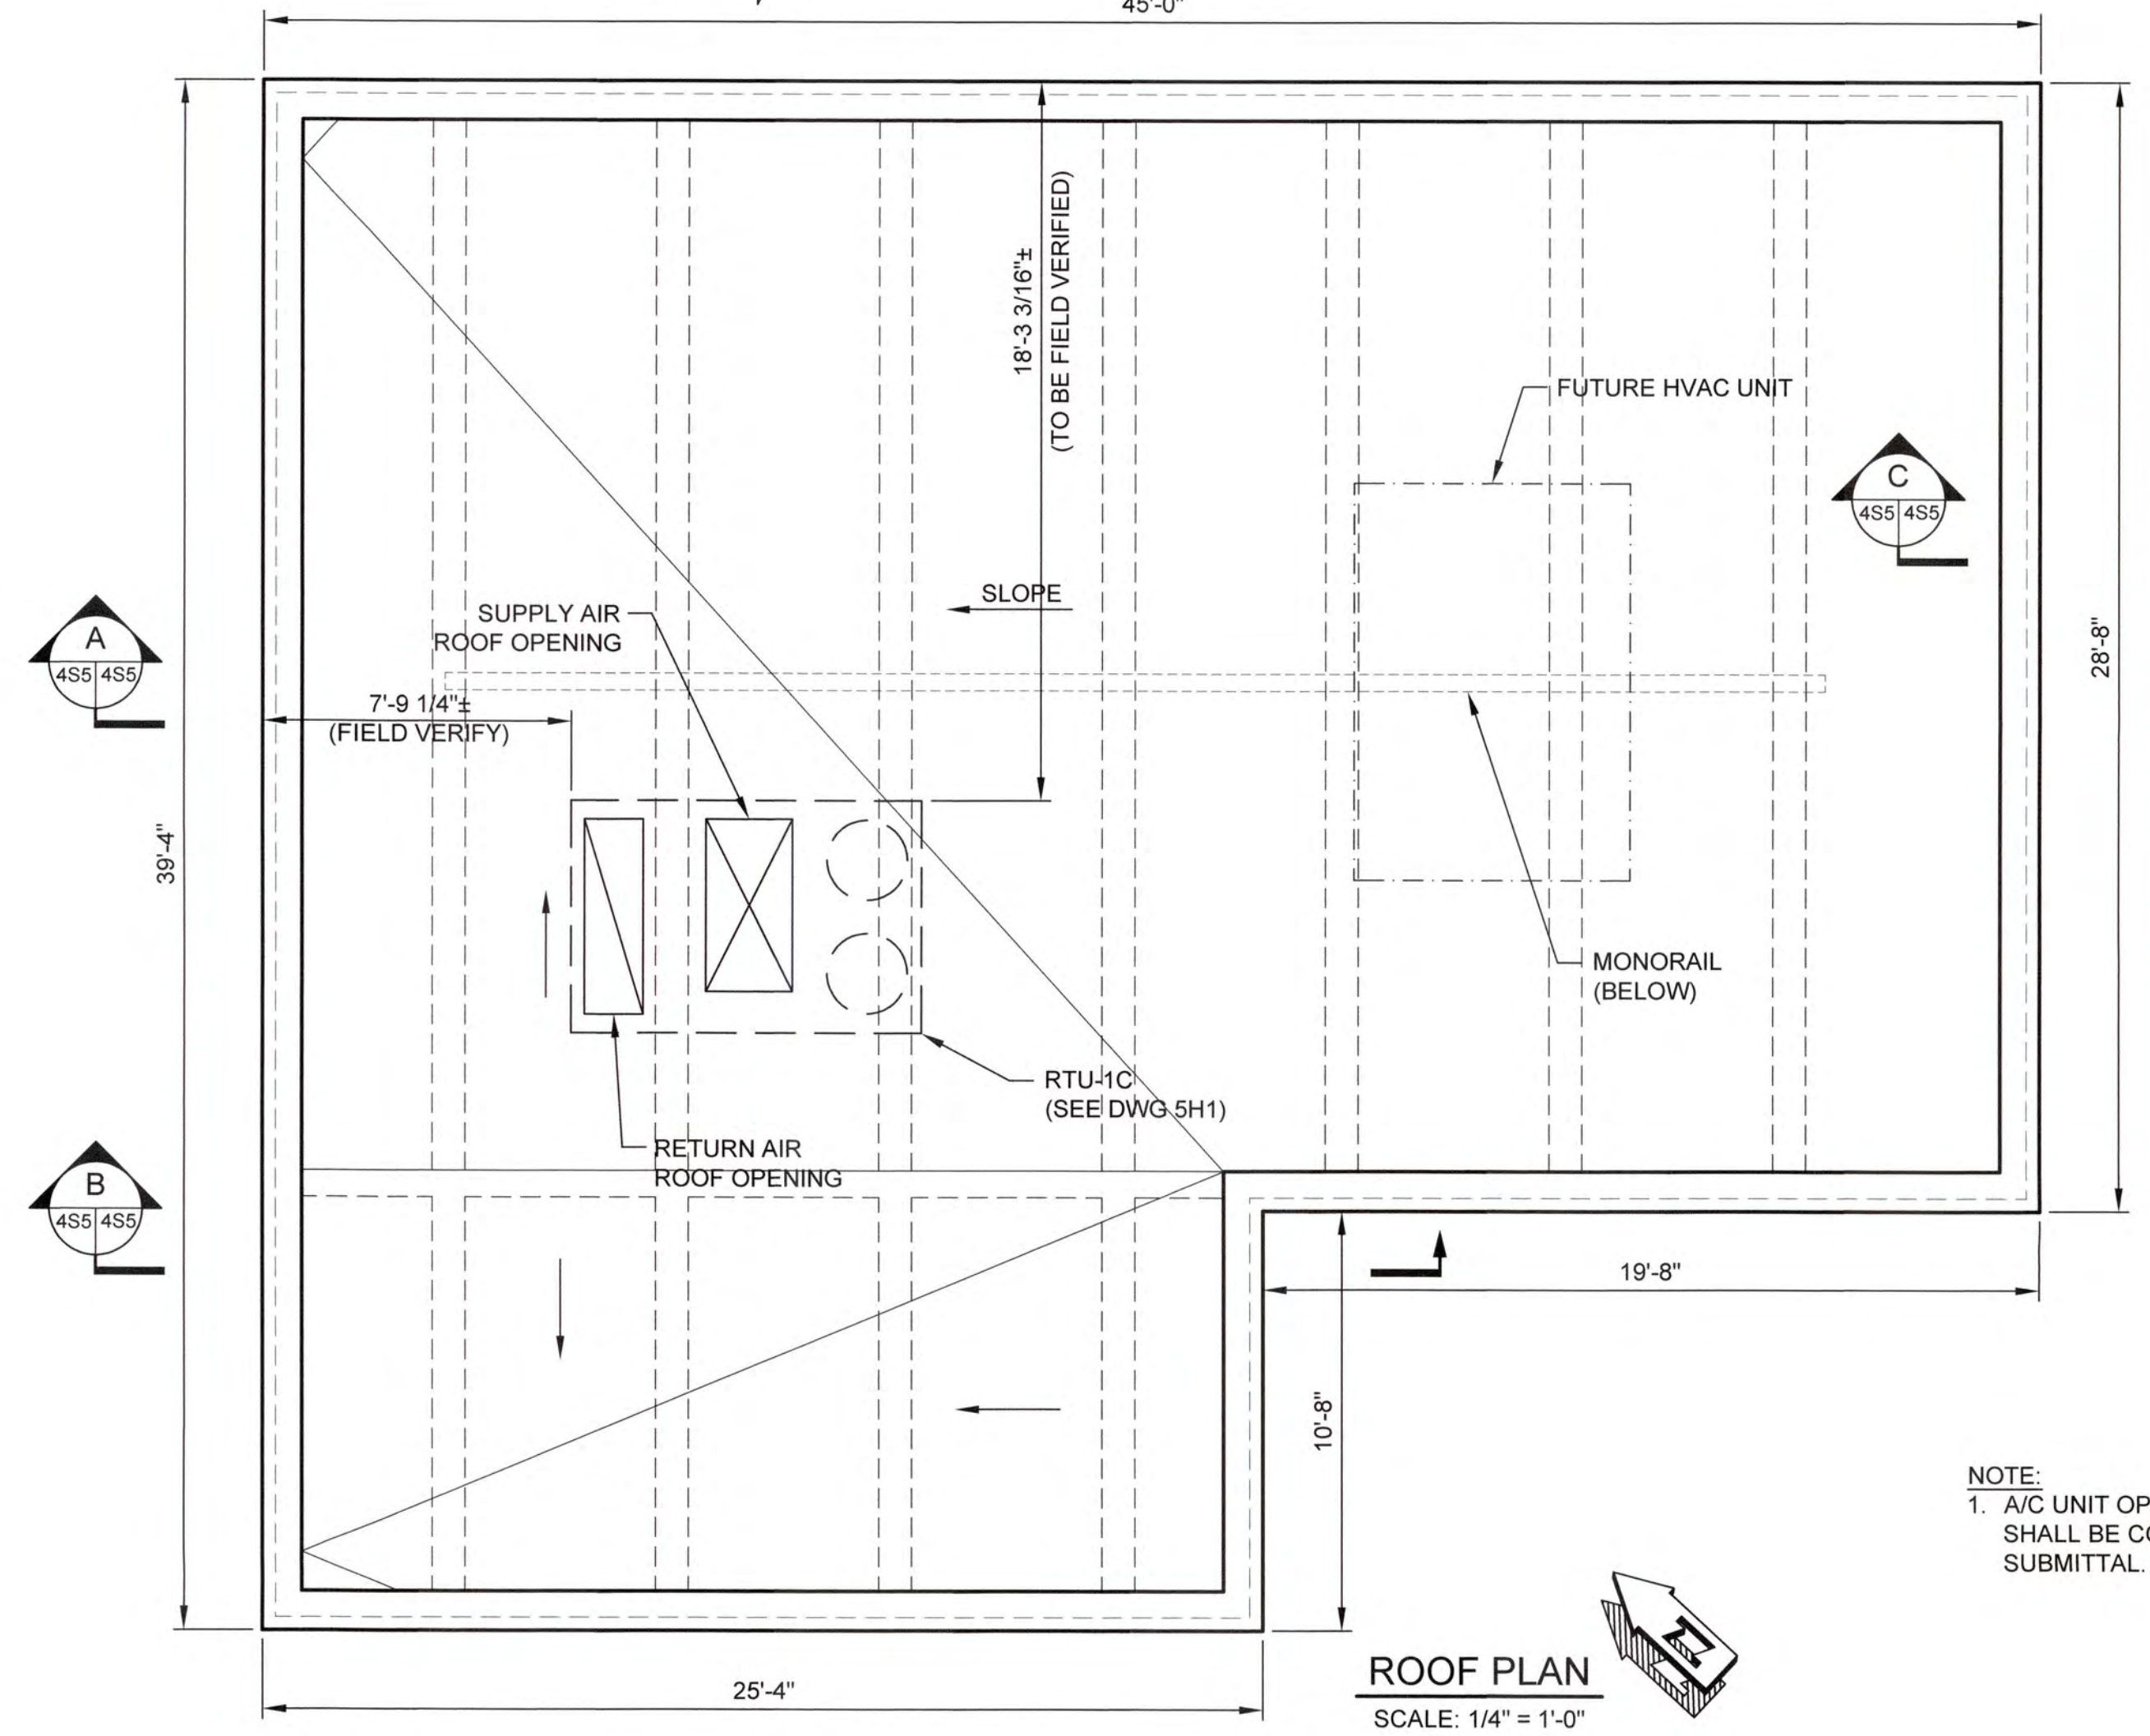 45'-0"
18'-3 3/16"±
(TO BE FIELD VERIFIED)
FUTURE HVAC UNIT
C
4S5 4S5
SLOPE
SUPPLY AIR
ROOF OPENING
A
4S5 4S5
28'-8"
7'-9 1/4"±
(FIELD VERIFY)
39'-4"
MONORAIL
(BELOW)
RTU-1C
(SEE DWG 5H1)
RETURN AIR
ROOF OPENING
B
4S5 4S5
19'-8"
10'-8"
NOTE:
1. A/C UNIT OP
SHALL BE CO
SUBMITTAL.
N
25'-4"
ROOF PLAN
SCALE: 1/4" = 1'-0"